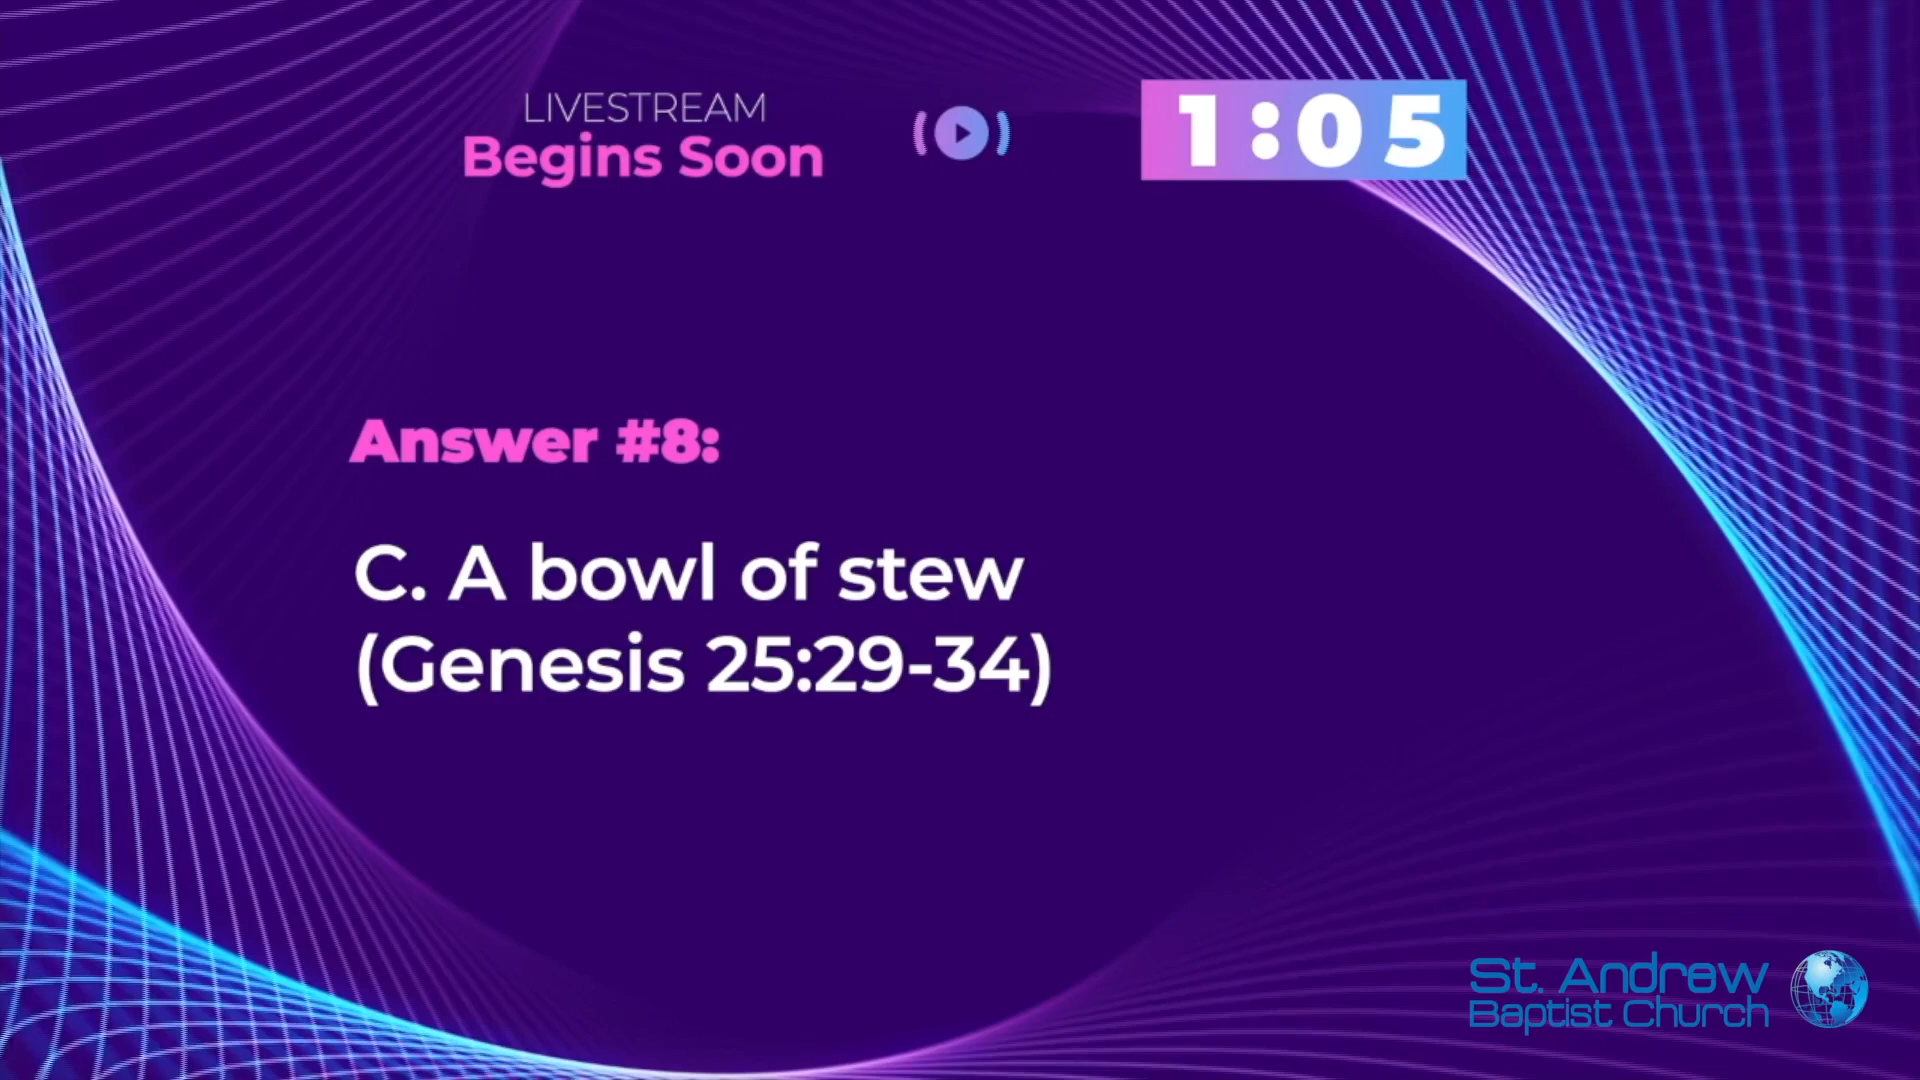 LIVESTREAM
Begins Soon
1:05
Answer #8:
C. A bowl of stew
(Genesis 25:29-34)
St. Andrew
Baptist Church